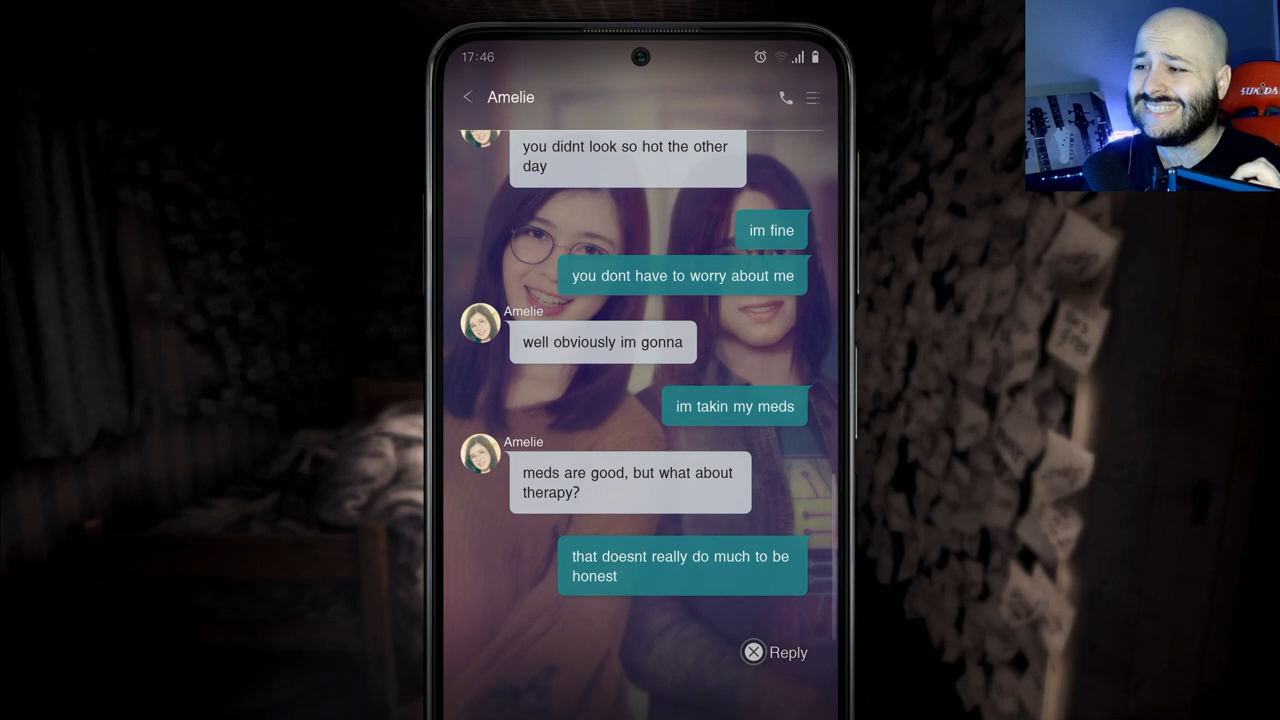 17:46
Amelie
you didnt look so hot the other
day
im fine
you dont have to worry about me
Amelie
well obviously im gonna
im takin my meds
Amelie
meds are good, but what about
therapy?
that doesnt really do much to be
honest
Reply